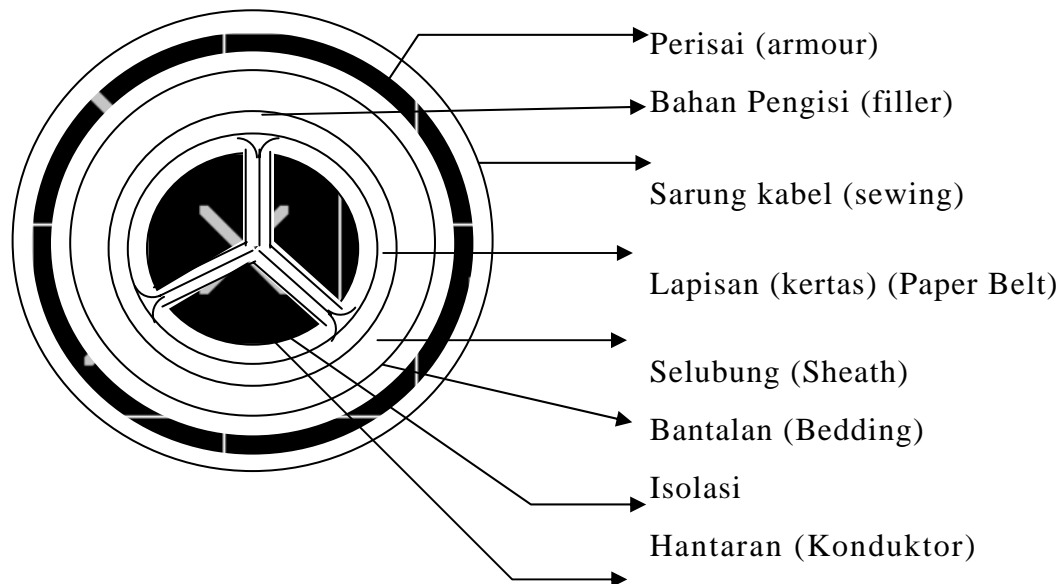 Perisai (armour)
Bahan Pengisi (filler)
Sarung kabel (sewing)
Lapisan (kertas) (Paper Belt)
Selubung (Sheath)
Bantalan (Bedding)
Isolasi
Hantaran (Konduktor)